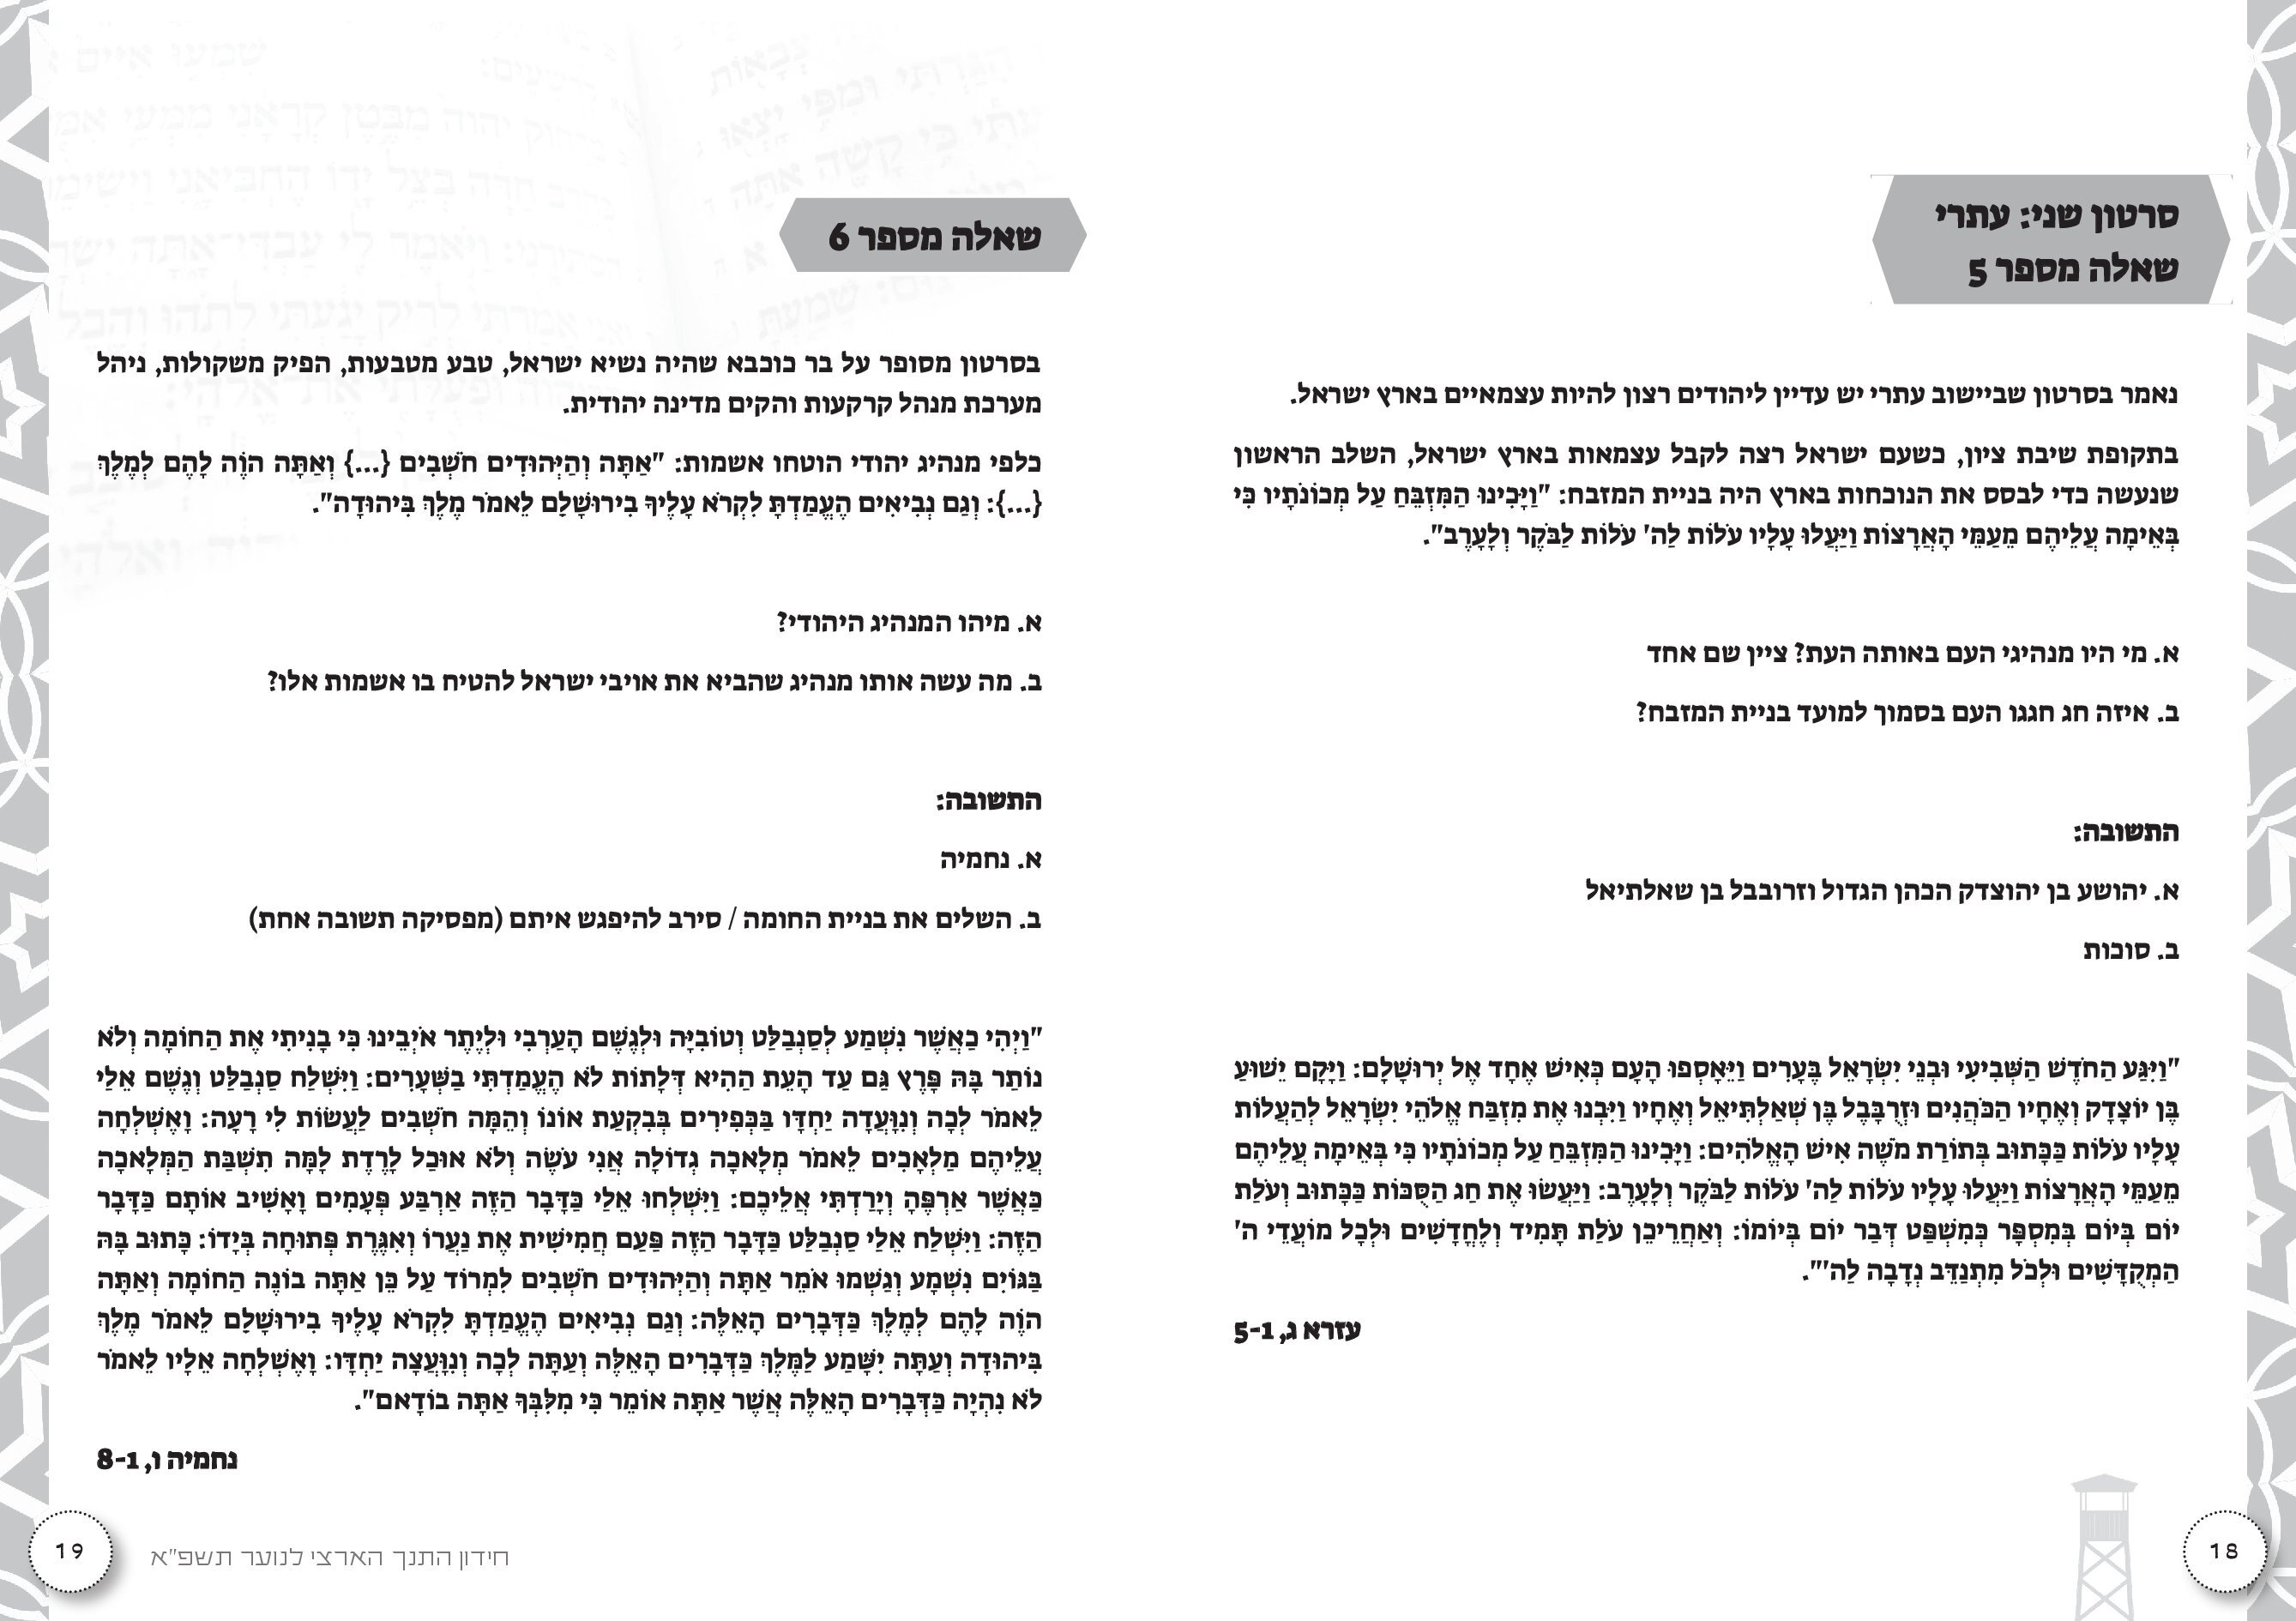 סרטון שני: עתרי
שאלה מספר 5
נאמר בסרטון שביישוב עתרי יש עדיין ליהודים רצון להיות עצמאיים בארץ ישראל.
בתקופת שיבת ציון, כשעם ישראל רצה לקבל עצמאות בארץ ישראל, השלב הראשון
שנעשה כדי לבסס את הנוכחות בארץ היה בניית המזבח: "וַיָּכִינוּ הַמִּזְבֵּחַ עַל מְכוֹנֹתָיו כִּי
בְּאֵימָה עֲלֵיהֶם מֵעַמֵּי הָאֲרָצוֹת וַיַּעֲלוּ עָלָיו עֹלוֹת לַה' עֹלוֹת לַבֹּקֶר וְלָעָרֶב".
א. מי היו מנהיגי העם באותה העת? ציין שם אחד
ב. איזה חג חגגו העם בסמוך למועד בניית המזבח?
התשובה:
א. יהושע בן יהוצדק הכהן הגדול וזרובבל בן שאלתיאל
ב. סוכות
"וַיִּגַּע הַחֹדֶשׁ הַשְּׁבִיעִי וּבְנֵי יִשְׂרָאֵל בֶּעָרִים וַיֵּאָסְפוּ הָעָם כְּאִישׁ אֶחָד אֶל יְרוּשָׁלִָם: וַיָּקָם יֵשׁוּעַ
בֶּן יוֹצָדָק וְאֶחָיו הַכֹּהֲנִים וּזְרֻבָּבֶל בֶּן שְׁאַלְתִּיאֵל וְאֶחָיו וַיִּבְנוּ אֶת מִזְבַּח אֱלֹהֵי יִשְׂרָאֵל לְהַעֲלוֹת
עָלָיו עֹלוֹת כַּכָּתוּב בְּתוֹרַת מֹשֶׁה אִישׁ הָאֱלֹהִים: וַיָּכִינוּ הַמִּזְבֵּחַ עַל מְכוֹנֹתָיו כִּי בְּאֵימָה עֲלֵיהֶם
מֵעַמֵּי הָאֲרָצוֹת וַיַּעֲלוּ עָלָיו עֹלוֹת לַה' עֹלוֹת לַבֹּקֶר וְלָעָרֶב: וַיַּעֲשׂוּ אֶת חַג הַסֻּכּוֹת כַּכָּתוּב וְעֹלַת
יוֹם בְּיוֹם בְּמִסְפָּר כְּמִשְׁפַּט דְּבַר יוֹם בְּיוֹמוֹ: וְאַחֲרֵיכֵן עֹלַת תָּמִיד וְלֶחֳדָשִׁים וּלְכָל מוֹעֲדֵי ה'
הַמְקֻדָּשִׁים וּלְכֹל מִתְנַדֵּב נְדָבָה לַה'".
עזרא ג, 5-1
18
שאלה מספר 6
בסרטון מסופר על בר כוכבא שהיה נשיא ישראל, טבע מטבעות, הפיק משקולות, ניהל
מערכת מנהל קרקעות והקים מדינה יהודית.
כלפי מנהיג יהודי הוטחו אשמות: "אַתָּה וְהַיְּהוּדִים חֹשְׁבִים {...} וְאַתָּה הֹוֶה לָהֶם לְמֶלֶךְ
{...}: וְגַם נְבִיאִים הֶעֱמַדְתָּ לִקְרֹא עָלֶיךָ בִירוּשָׁלִַם לֵאמֹר מֶלֶךְ בִּיהוּדָה".
א. מיהו המנהיג היהודי?
ב. מה עשה אותו מנהיג שהביא את אויבי ישראל להטיח בו אשמות אלו?
התשובה:
א. נחמיה
ב. השלים את בניית החומה / סירב להיפגש איתם (מפסיקה תשובה אחת)
"וַיְהִי כַאֲשֶׁר נִשְׁמַע לְסַנְבַלַּט וְטוֹבִיָּה וּלְגֶשֶׁם הָעַרְבִי וּלְיֶתֶר אֹיְבֵינוּ כִּי בָנִיתִי אֶת הַחוֹמָה וְלֹא
נוֹתַר בָּהּ פָּרֶץ גַּם עַד הָעֵת הַהִיא דְּלָתוֹת לֹא הֶעֱמַדְתִּי בַשְּׁעָרִים: וַיִּשְׁלַח סַנְבַלַּט וְגֶשֶׁם אֵלַי
לֵאמֹר לְכָה וְנִוָּעֲדָה יַחְדָּו בַּכְּפִירִים בְּבִקְעַת אוֹנוֹ וְהֵמָּה חֹשְׁבִים לַעֲשׂוֹת לִי רָעָה: וָאֶשְׁלְחָה
עֲלֵיהֶם מַלְאָכִים לֵאמֹר מְלָאכָה גְדוֹלָה אֲנִי עֹשֶׂה וְלֹא אוּכַל לָרֶדֶת לָמָּה תִשְׁבַּת הַמְּלָאכָה
כַּאֲשֶׁר אַרְפֶּהָ וְיָרַדְתִּי אֲלֵיכֶם: וַיִּשְׁלְחוּ אֵלַי כַּדָּבָר הַזֶּה אַרְבַּע פְּעָמִים וָאָשִׁיב אוֹתָם כַּדָּבָר
הַזֶּה: וַיִּשְׁלַח אֵלַי סַנְבַלַּט כַּדָּבָר הַזֶּה פַּעַם חֲמִישִׁית אֶת נַעֲרוֹ וְאִגֶּרֶת פְּתוּחָה בְּיָדוֹ: כָּתוּב בָּהּ
בַּגּוֹיִם נִשְׁמָע וְגַשְׁמוּ אֹמֵר אַתָּה וְהַיְּהוּדִים חֹשְׁבִים לִמְרוֹד עַל כֵּן אַתָּה בוֹנֶה הַחוֹמָה וְאַתָּה
הֹוֶה לָהֶם לְמֶלֶךְ כַּדְּבָרִים הָאֵלֶּה: וְגַם נְבִיאִים הֶעֱמַדְתָּ לִקְרֹא עָלֶיךָ בִירוּשָׁלִַם לֵאמֹר מֶלֶךְ
בִּיהוּדָה וְעַתָּה יִשָּׁמַע לַמֶּלֶךְ כַּדְּבָרִים הָאֵלֶּה וְעַתָּה לְכָה וְנִוָּעֲצָה יַחְדָּו: וָאֶשְׁלְחָה אֵלָיו לֵאמֹר
לֹא נִהְיָה כַּדְּבָרִים הָאֵלֶּה אֲשֶׁר אַתָּה אוֹמֵר כִּי מִלִּבְּךָ אַתָּה בוֹדָאם".
נחמיה ו, 8-1
חידון התנך הארצי לנוער תשפ"א
19